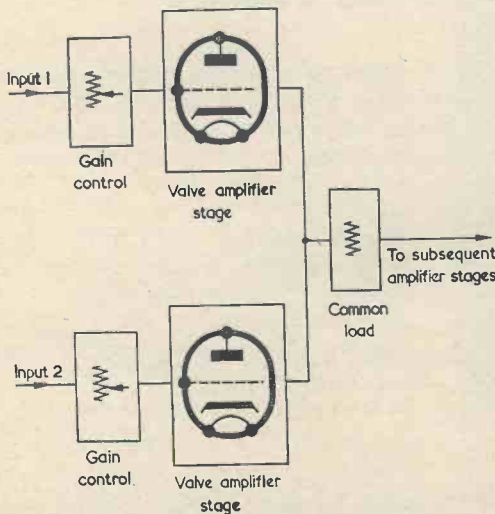 Input 1
Gain
control
Valve amplifier
stage
To subsequent
amplifier stages
Common
load
Input 2
Gain
control
Valve amplifier
stage